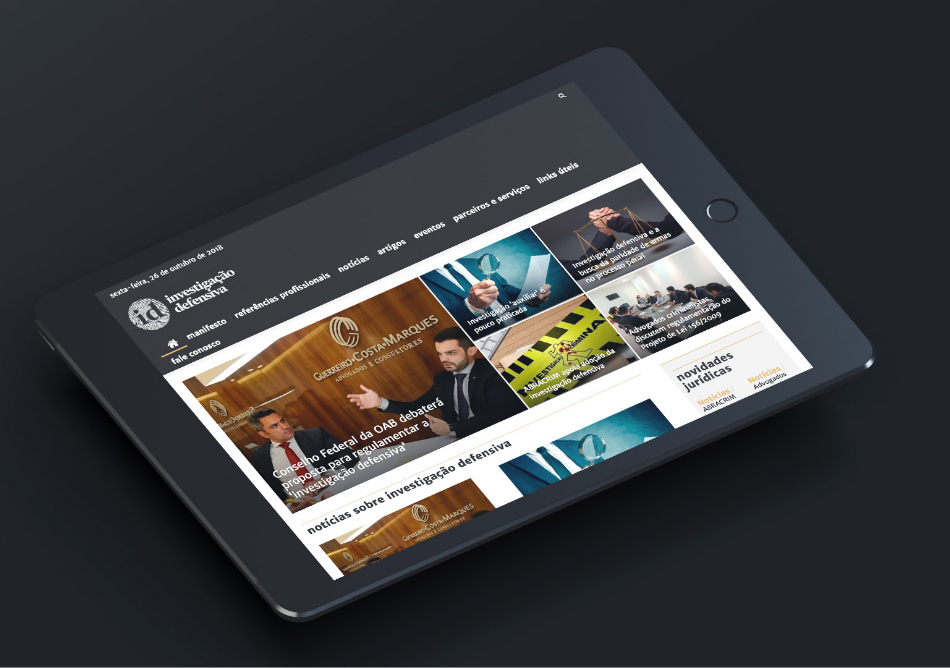 sexta-feira, 26 de outubro de 2018
id
investigação
defensiva
manifesto
referências profissionais
notícias
artigos
eventos
parceiros e serviços
links úteis
fale conosco
GUERREIRO•COSTA•MARQUES
ADVOGADOS E CONSULTORES
Conselho Federal da OAB debaterá
proposta para regulamentar a
'investigação defensiva'
investigação 'auxiliar' é
pouco praticada
Investigação defensiva e a
busca da paridade de armas
no processo penal
ABRACRIM apoia adoção da
investigação defensiva
Advogados criminalistas
discutem regulamentação do
Projeto de Lei 156/2009
notícias sobre investigação defensiva
novidades
jurídicas
Notícias
ABRACRIM
Notícias
Advogados
GUERREIRO•COSTA•MARQUES
ADVOGADOS E CONSULTORES